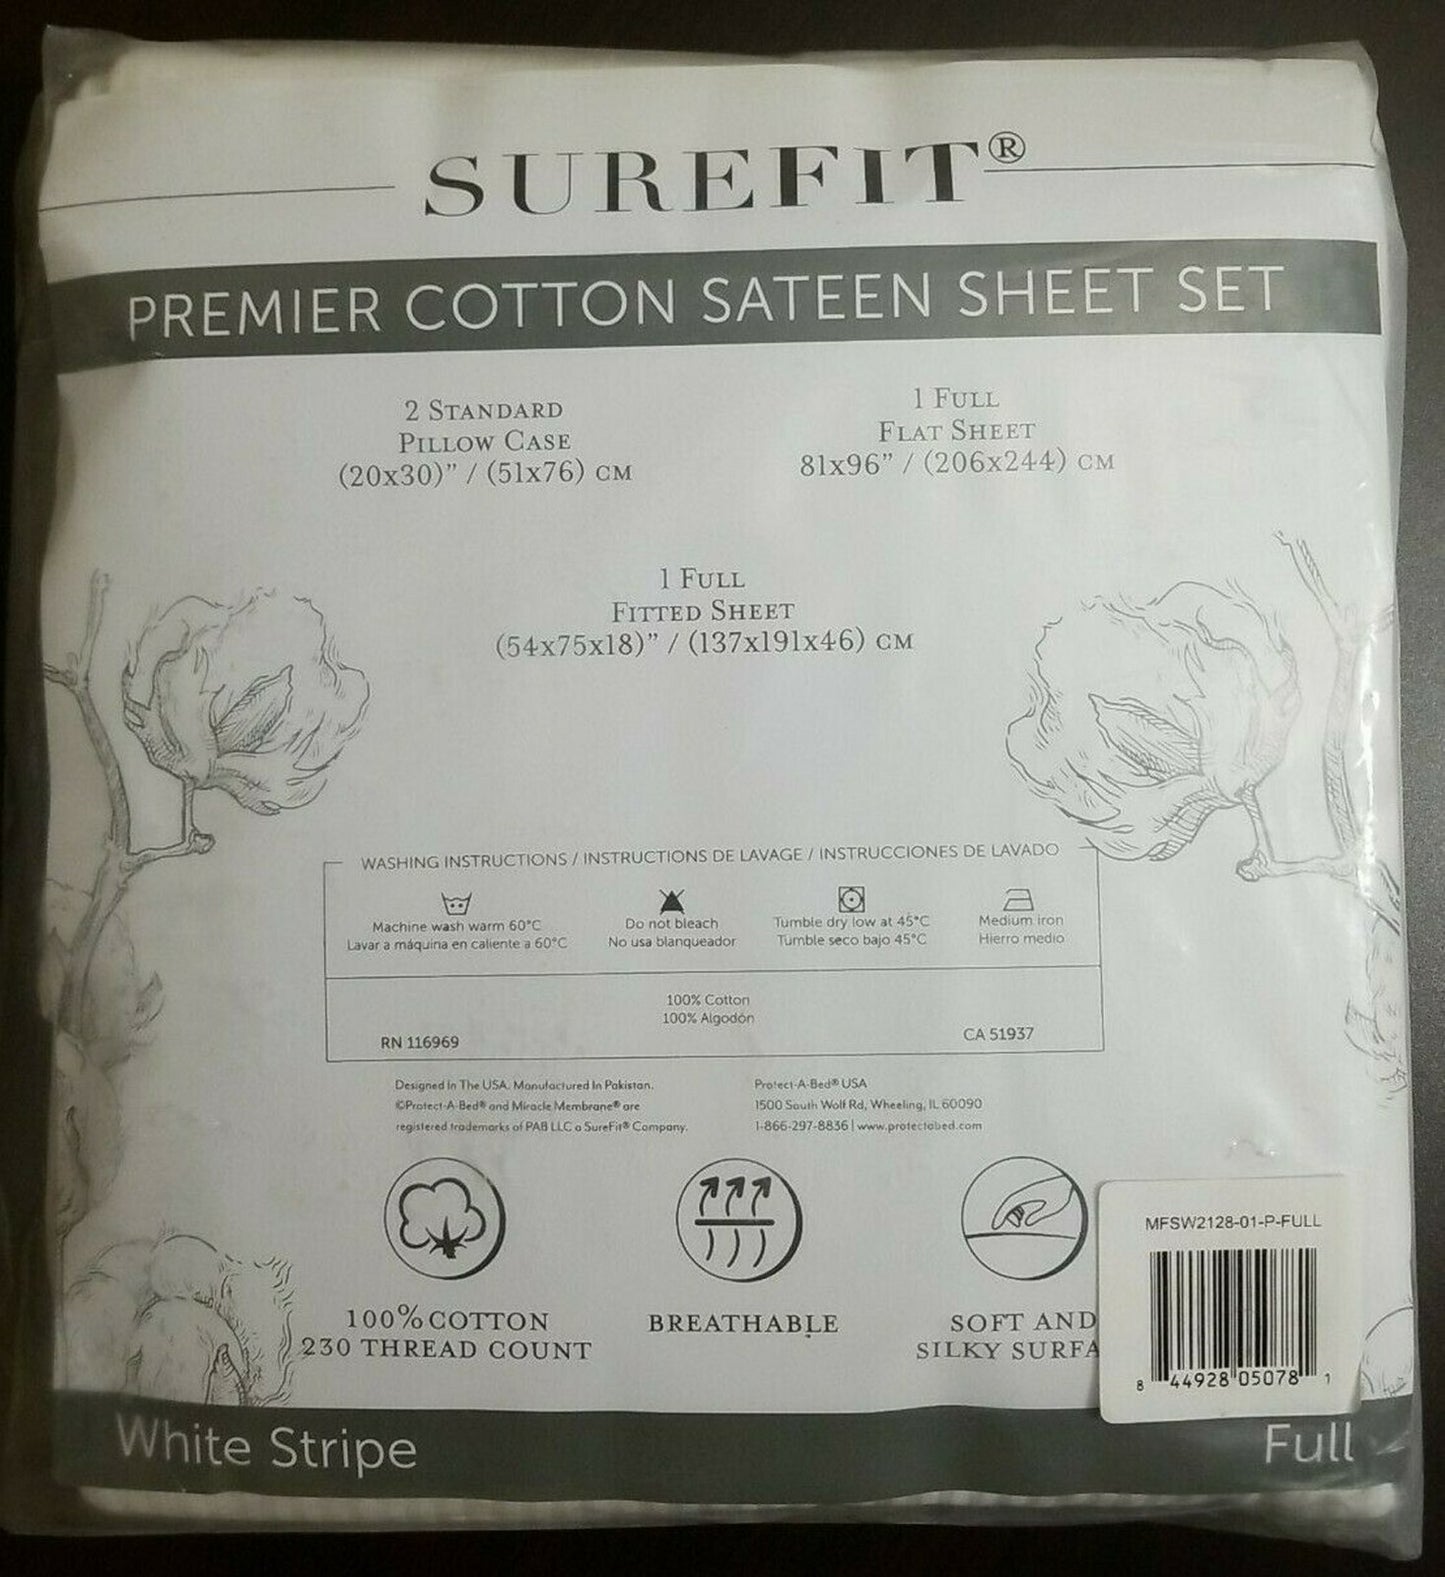 SUREFIT®
PREMIER COTTON SATEEN SHEET SET
2 STANDARD
PILLOW CASE
(20x30)” / (51x76) CM
1 FULL
FLAT SHEET
81x96” / (206x244) CM
1 FULL
FITTED SHEET
(54x75x18)” / (137x191x46) CM
WASHING INSTRUCTIONS / INSTRUCTIONS DE LAVAGE / INSTRUCCIONES DE LAVADO
Machine wash warm 60°C
Lavar a máquina en caliente a 60°C
Do not bleach
No usa blanqueador
Tumble dry low at 45°C
Tumble seco bajo 45°C
Medium iron
Hierro medio
100% Cotton
100% Algodón
RN 116969
CA 51937
Designed In The USA. Manufactured In Pakistan.
©Protect-A-Bed® and Miracle Membrane® are
registered trademarks of PAB LLC a SureFit® Company.
Protect-A-Bed® USA
1500 South Wolf Rd, Wheeling, IL 60090
1-866-297-8836 | www.protectabed.com
100% COTTON
230 THREAD COUNT
BREATHABLE
SOFT AND
SILKY SURFA
MFSW2128-01-P-FULL
8 44928 05078 1
White Stripe
Full